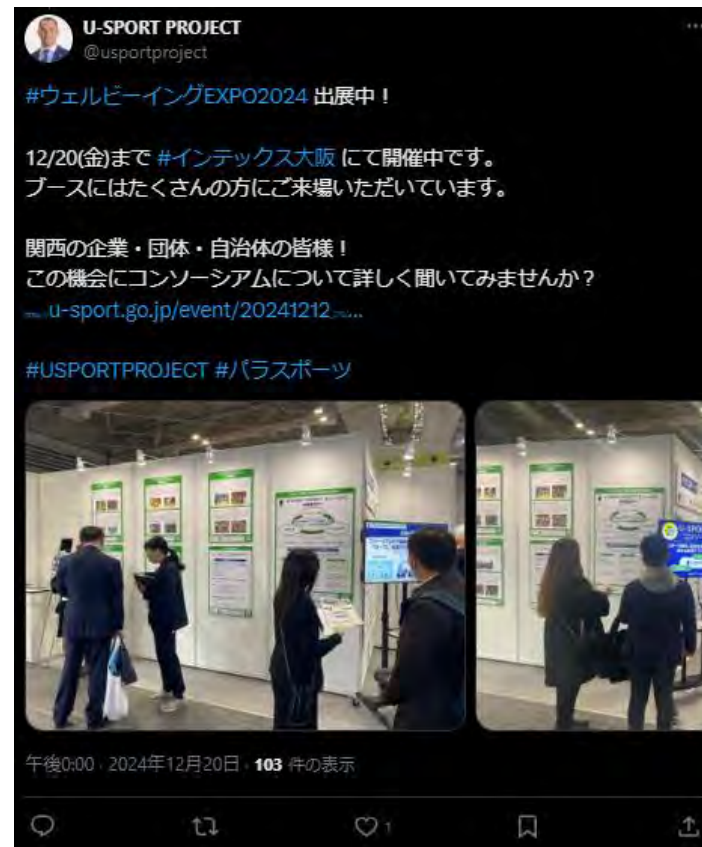 U-SPORT PROJECT
@usportproject
#ウェルビーイングEXPO2024 出展中！
12/20(金)まで #インテックス大阪 にて開催中です。
ブースにはたくさんの方にご来場いただいています。
関西の企業・団体・自治体の皆様！
この機会にコンソーシアムについて詳しく聞いてみませんか？
u-sport.go.jp/event/20241212
#USPORTPROJECT #パラスポーツ
午後0:00 · 2024年12月20日 · 103 件の表示
1